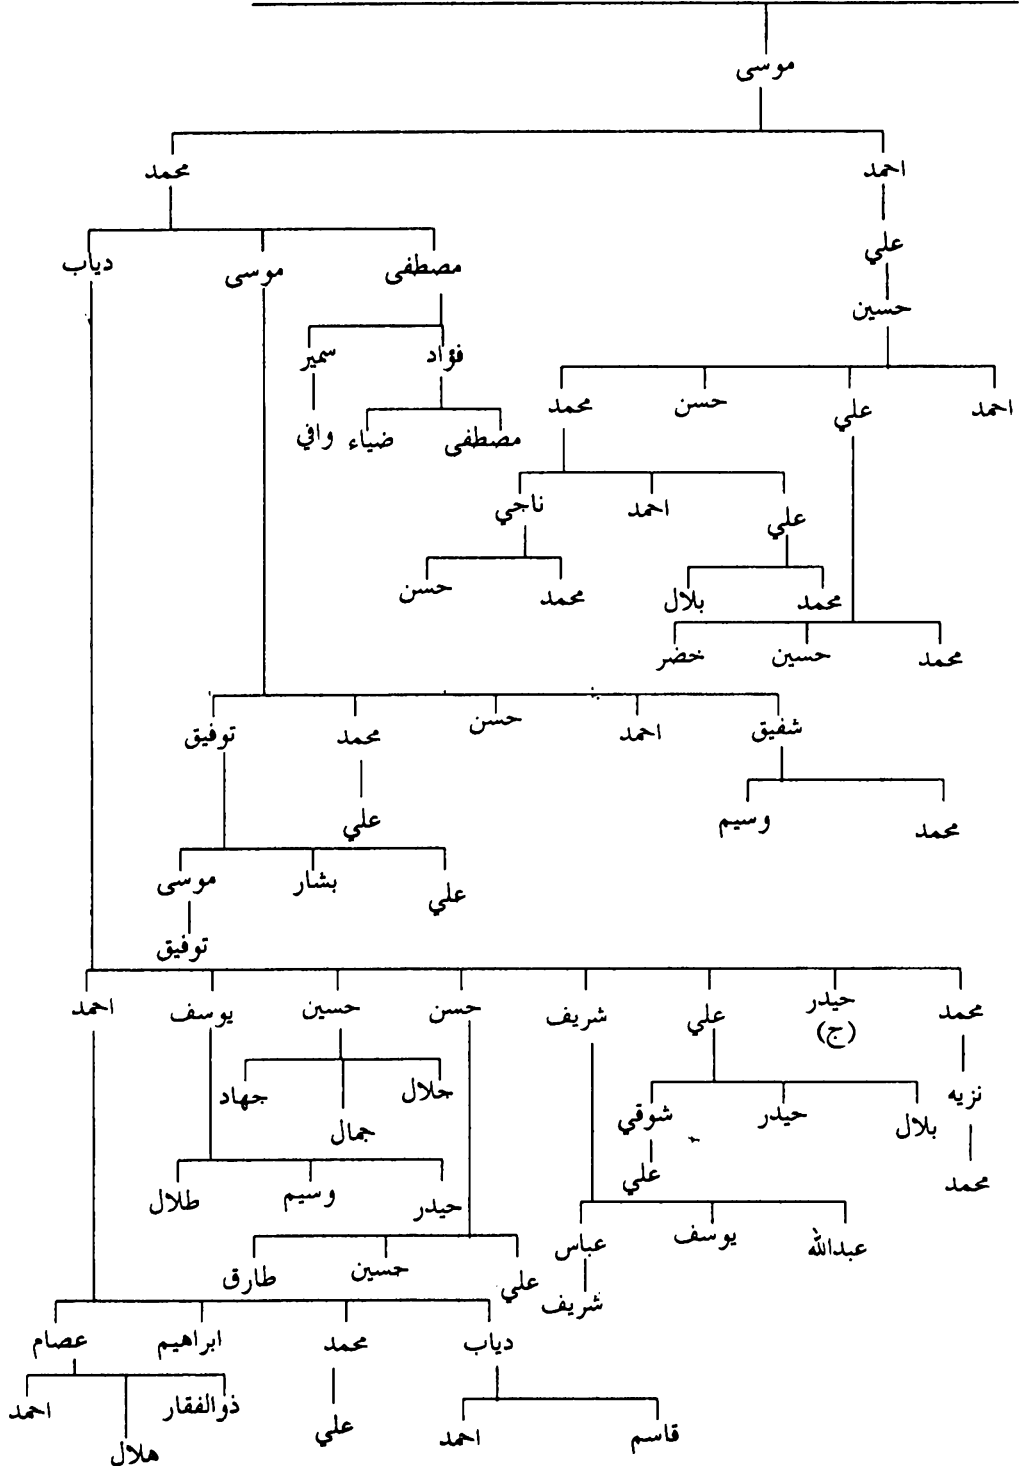 موسى
احمد محمد
علي
مصطفى موسى دياب
حسين
فؤاد سمير
احمد علي حسن محمد
مصطفى ضياء وافي
علي احمد ناجي
محمد بلال محمد حسن
محمد حسين خضر
شفيق احمد حسن محمد توفيق
محمد وسيم علي
علي بشار موسى
توفيق
محمد حيدر علي شريف حسن حسين يوسف احمد
(ج)
نزيه بلال حيدر شوقي جلال جمال جهاد
محمد علي
حيدر وسيم طلال
عبدالله يوسف عباس
علي حسين طارق
شريف
دياب محمد ابراهيم عصام
قاسم احمد علي ذوالفقار هلال احمد